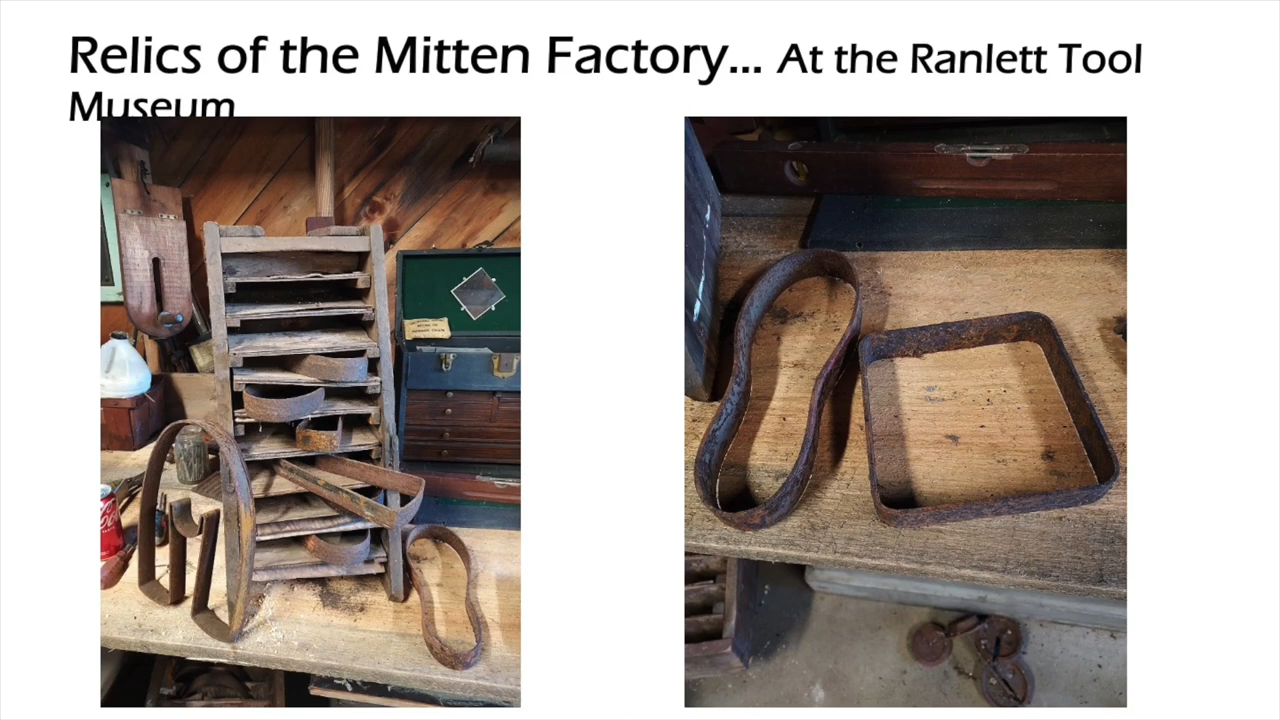 Relics of the Mitten Factory... At the Ranlett Tool
Museum